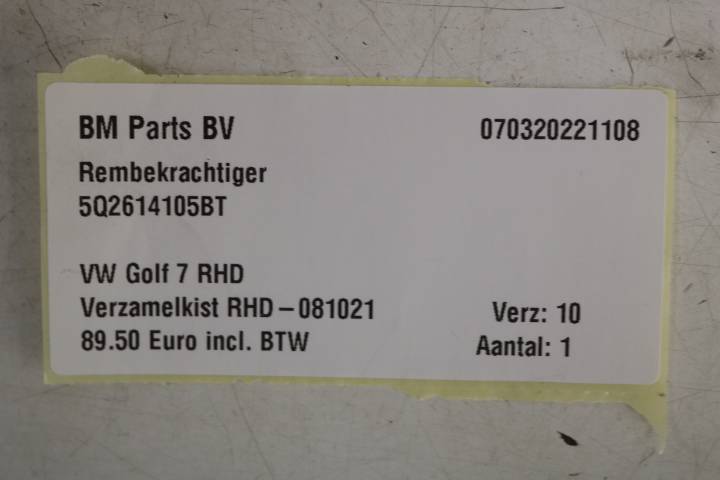 BM Parts BV 070320221108
Rembekrachtiger
5Q2614105BT
VW Golf 7 RHD
Verzamelkist RHD – 081021 Verz: 10
89.50 Euro incl. BTW Aantal: 1